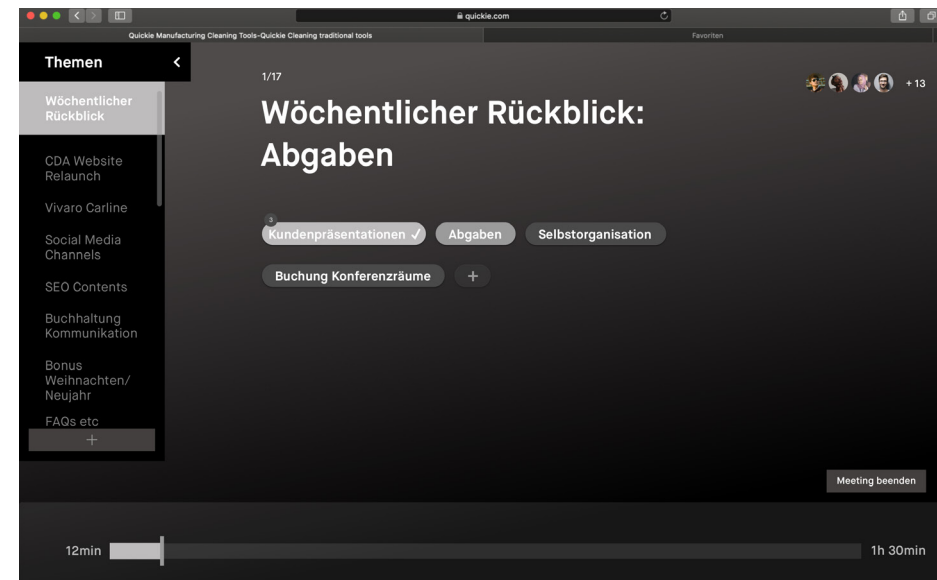 quickie.com
Quickie Manufacturing Cleaning Tools-Quickie Cleaning traditional tools
Favoriten
Themen
Wöchentlicher
Rückblick
CDA Website
Relaunch
Vivaro Carline
Social Media
Channels
SEO Contents
Buchhaltung
Kommunikation
Bonus
Weihnachten/
Neujahr
FAQs etc
+
1/17
+ 13
Wöchentlicher Rückblick:
Abgaben
3
Kundenpräsentationen ✓ Abgaben Selbstorganisation
Buchung Konferenzräume +
Meeting beenden
12min 1h 30min